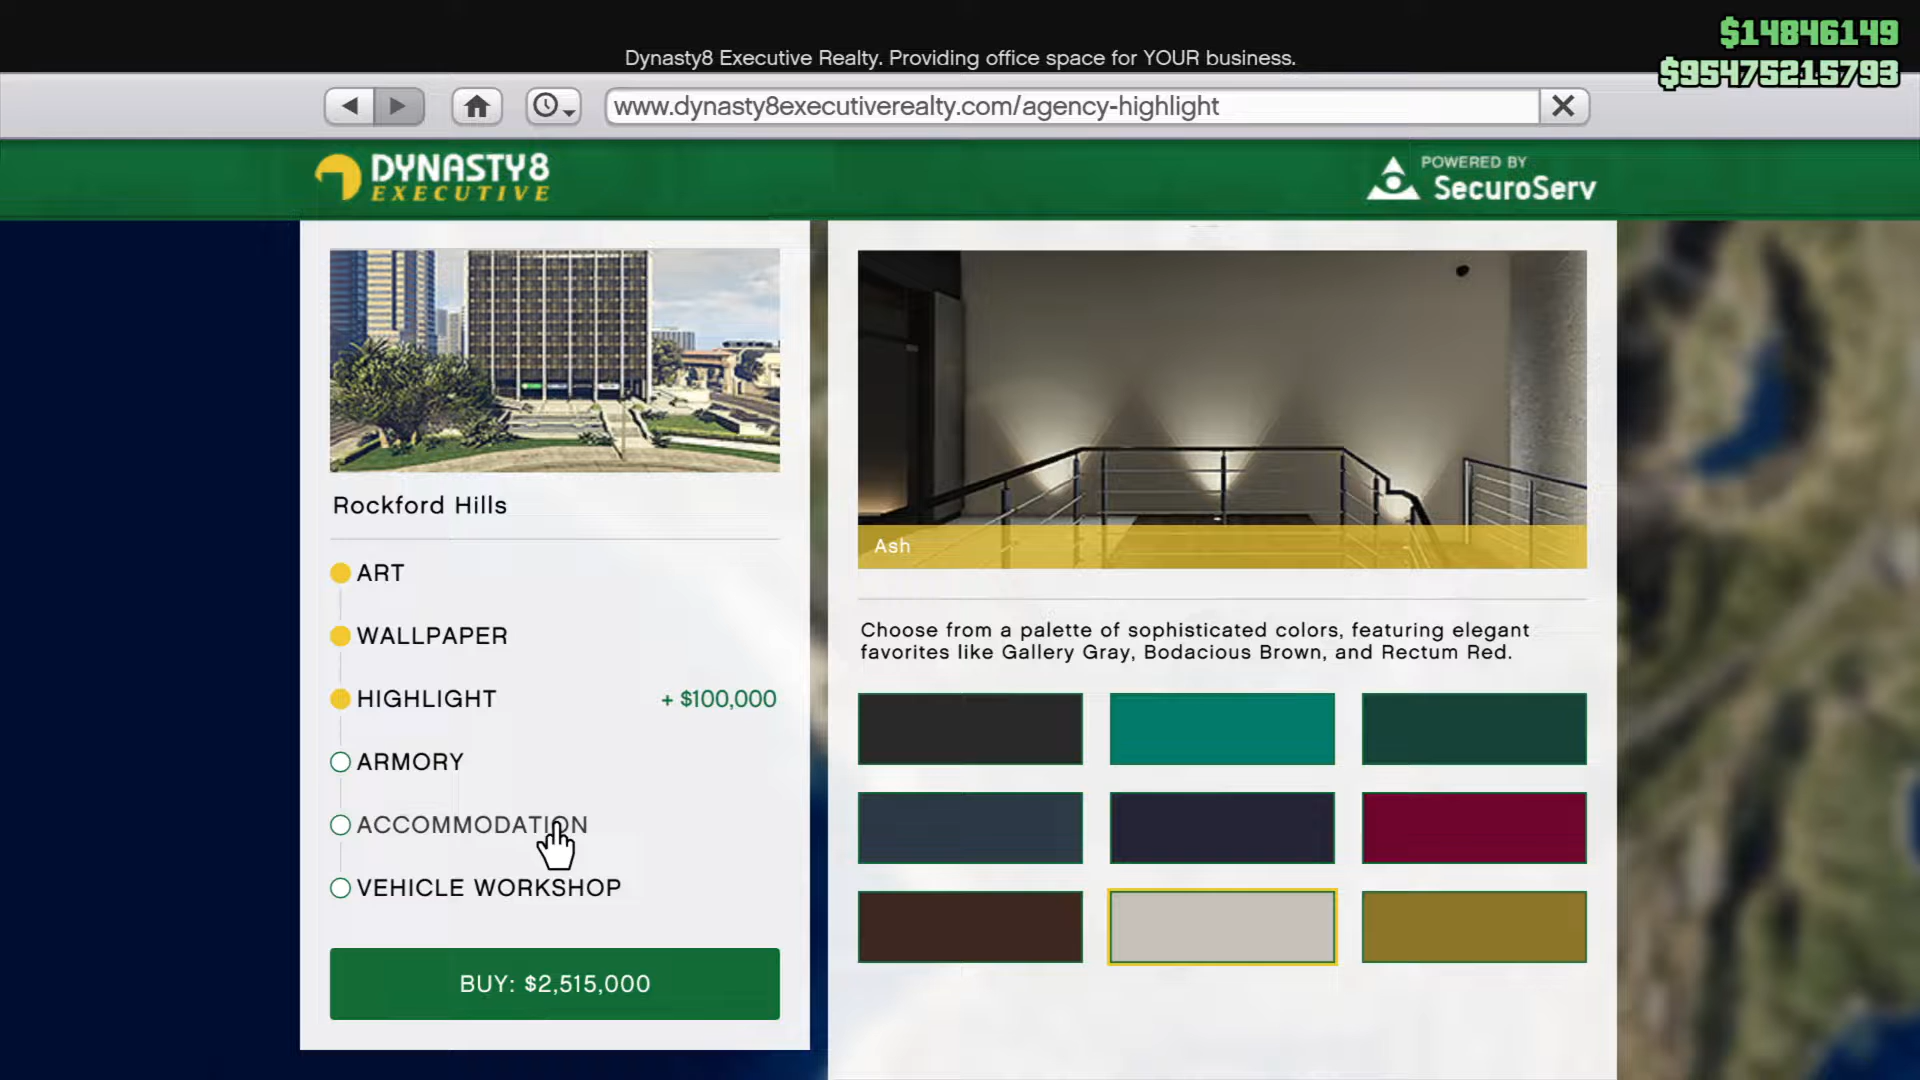 $14846149
Dynasty8 Executive Realty. Providing office space for YOUR business.
$95475215793
www.dynasty8executiverealty.com/agency-highlight
DYNASTY8
EXECUTIVE
POWERED BY
SecuroServ
Rockford Hills
ART
WALLPAPER
HIGHLIGHT + $100,000
ARMORY
ACCOMMODATION
VEHICLE WORKSHOP
BUY: $2,515,000
Ash
Choose from a palette of sophisticated colors, featuring elegant
favorites like Gallery Gray, Bodacious Brown, and Rectum Red.